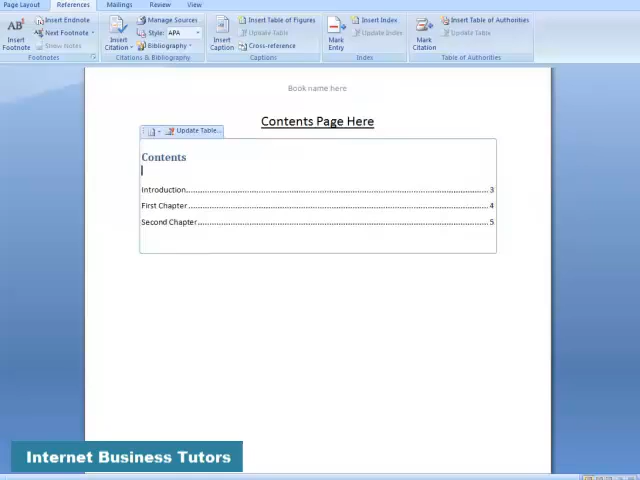 Page Layout References Mailings Review View
AB¹ Insert Footnote
Insert Endnote
Next Footnote
Show Notes
Footnotes
Insert Citation
Manage Sources
Style: APA
Bibliography
Citations & Bibliography
Insert Caption
Insert Table of Figures
Update Table
Cross-reference
Captions
Mark Entry
Insert Index
Update Index
Index
Mark Citation
Insert Table of Authorities
Update Table
Table of Authorities
Book name here
Contents Page Here
Update Table...
Contents
Introduction 3
First Chapter 4
Second Chapter 5
Internet Business Tutors